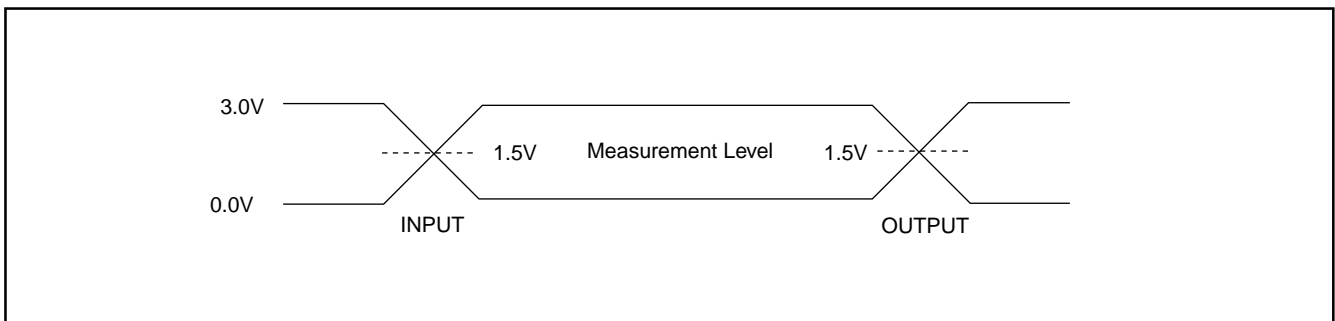 3.0V
1.5V Measurement Level 1.5V
0.0V
INPUT OUTPUT